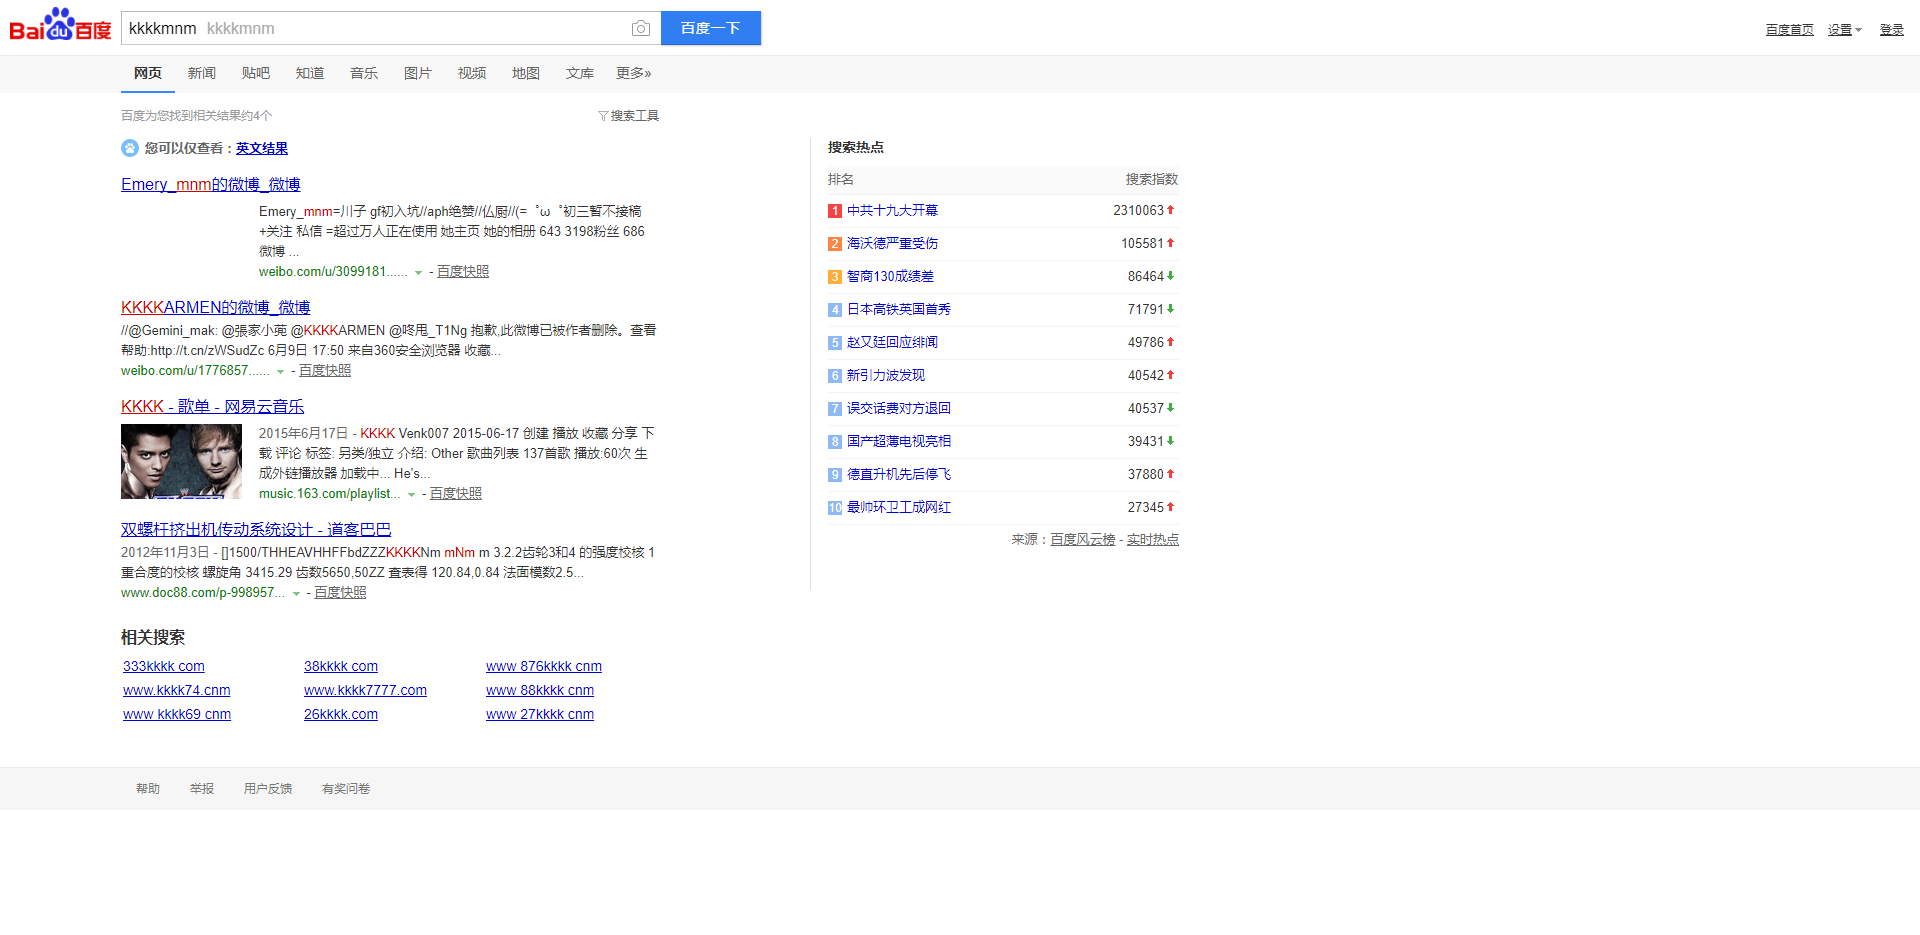 Bai du 百度
kkkkmnm kkkkmnm
百度一下
百度首页 设置 登录
网页 新闻 贴吧 知道 音乐 图片 视频 地图 文库 更多»
百度为您找到相关结果约4个 搜索工具
您可以仅查看：英文结果
Emery_mnm的微博_微博
Emery_mnm=川子 gf初入坑//aph绝赞//仏厨//(=゜ω゜初三暂不接稿
+关注 私信 =超过万人正在使用 她主页 她的相册 643 3198粉丝 686
微博 ...
weibo.com/u/3099181...... - 百度快照
KKKKARMEN的微博_微博
//@Gemini_mak: @張家小苑 @KKKKARMEN @咚甩_T1Ng 抱歉,此微博已被作者删除。查看
帮助:http://t.cn/zWSudZc 6月9日 17:50 来自360安全浏览器 收藏...
weibo.com/u/1776857...... - 百度快照
KKKK - 歌单 - 网易云音乐
2015年6月17日 - KKKK Venk007 2015-06-17 创建 播放 收藏 分享 下
载 评论 标签: 另类/独立 介绍: Other 歌曲列表 137首歌 播放:60次 生
成外链播放器 加载中... He's...
music.163.com/playlist... - 百度快照
双螺杆挤出机传动系统设计 - 道客巴巴
2012年11月3日 - []1500/THHEAVHHFFbdZZZKKKKNm mNm m 3.2.2齿轮3和4 的强度校核 1
重合度的校核 螺旋角 3415.29 齿数5650,50ZZ 查表得 120.84,0.84 法面模数2.5...
www.doc88.com/p-998957... - 百度快照
相关搜索
333kkkk com 38kkkk com www 876kkkk cnm
www.kkkk74.cnm www.kkkk7777.com www 88kkkk cnm
www kkkk69 cnm 26kkkk.com www 27kkkk cnm
搜索热点
排名 搜索指数
1 中共十九大开幕 2310063
2 海沃德严重受伤 105581
3 智商130成绩差 86464
4 日本高铁英国首秀 71791
5 赵又廷回应绯闻 49786
6 新引力波发现 40542
7 误交话费对方退回 40537
8 国产超薄电视亮相 39431
9 德直升机先后停飞 37880
10 最帅环卫工成网红 27345
来源：百度风云榜 - 实时热点
帮助 举报 用户反馈 有奖问卷